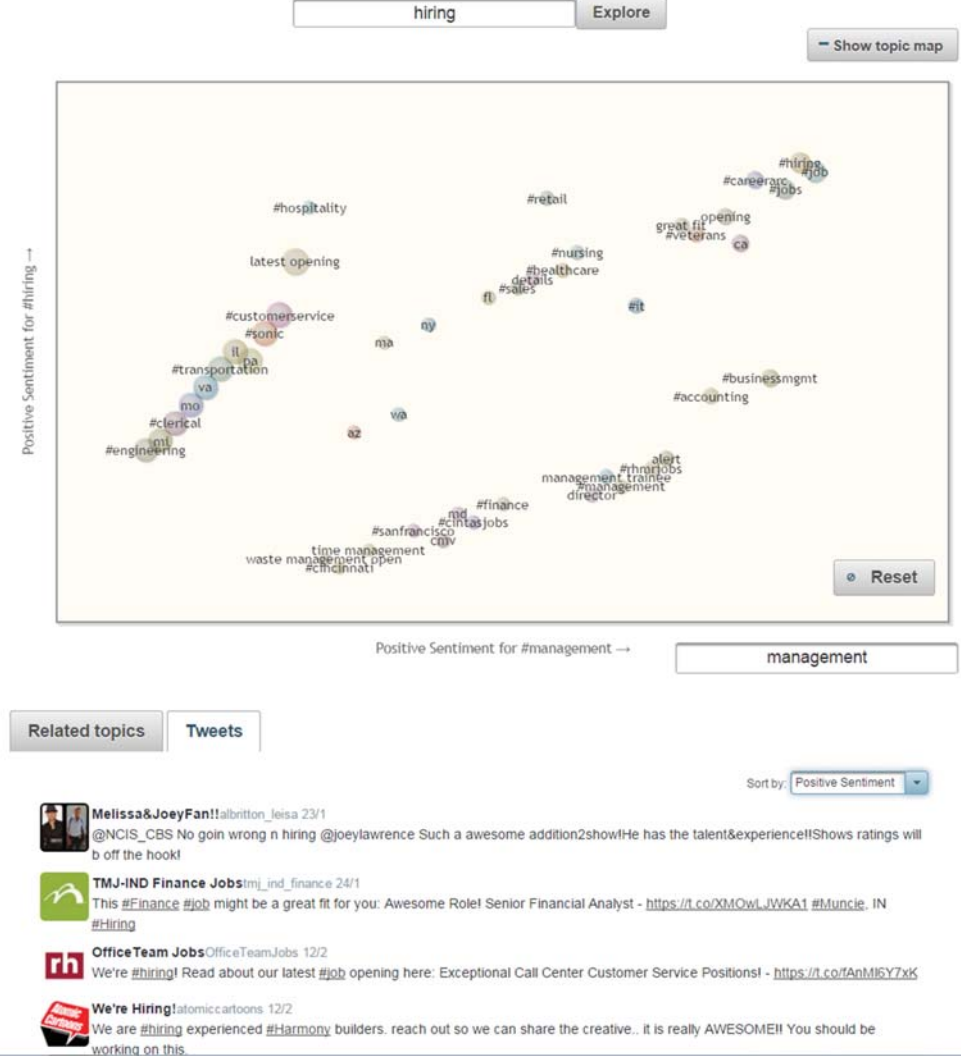 hiring
Explore
− Show topic map
#hiring
#job
#careerarc
#jobs
#hospitality
#retail
opening
great fit
#veterans
ca
#nursing
latest opening
#healthcare
details
#sales
fl
#it
#customerservice
ny
#sonic
ma
il
pa
#transportation
#businessmgmt
va
#accounting
mo
wa
#clerical
az
mi
#engineering
alert
#rhmrjobs
management trainee
#management
director
#finance
md
#cintasjobs
#sanfrancisco
cmv
time management
waste management open
#cincinnati
Reset
Positive Sentiment for #hiring →
Positive Sentiment for #management →
management
Related topics
Tweets
Sort by: Positive Sentiment
Melissa&JoeyFan!!albritton_leisa 23/1
@NCIS_CBS No goin wrong n hiring @joeylawrence Such a awesome addition2show!He has the talent&experience!!Shows ratings will
b off the hook!
TMJ-IND Finance Jobstmj_ind_finance 24/1
This #Finance #job might be a great fit for you: Awesome Role! Senior Financial Analyst - https://t.co/XMOwLJWKA1 #Muncie, IN
#Hiring
rh
OfficeTeam JobsOfficeTeamJobs 12/2
We're #hiring! Read about our latest #job opening here: Exceptional Call Center Customer Service Positions! - https://t.co/fAnMI6Y7xK
Atomic
Cartoons
We're Hiring!atomiccartoons 12/2
We are #hiring experienced #Harmony builders. reach out so we can share the creative.. it is really AWESOME!! You should be
working on this.